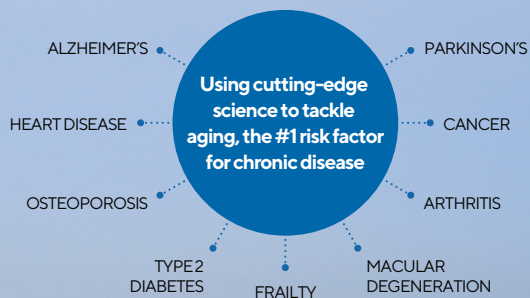 ALZHEIMER'S
PARKINSON'S
Using cutting-edge
science to tackle
aging, the #1 risk factor
for chronic disease
HEART DISEASE
CANCER
OSTEOPOROSIS
ARTHRITIS
TYPE 2
DIABETES
FRAILTY
MACULAR
DEGENERATION